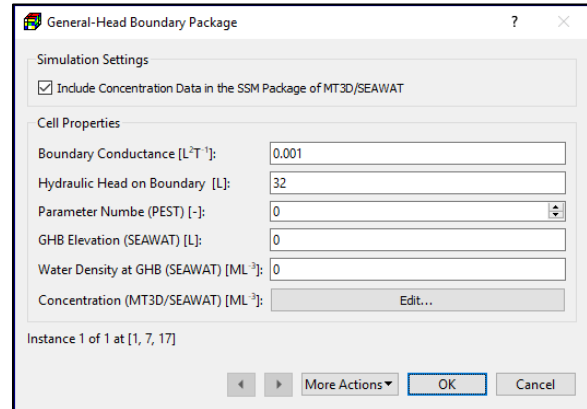 General-Head Boundary Package
?
Simulation Settings
Include Concentration Data in the SSM Package of MT3D/SEAWAT
Cell Properties
Boundary Conductance [L²T⁻¹]: 0.001
Hydraulic Head on Boundary [L]: 32
Parameter Numbe (PEST) [-]: 0
GHB Elevation (SEAWAT) [L]: 0
Water Density at GHB (SEAWAT) [ML⁻³]: 0
Concentration (MT3D/SEAWAT) [ML⁻³]: Edit...
Instance 1 of 1 at [1, 7, 17]
More Actions OK Cancel